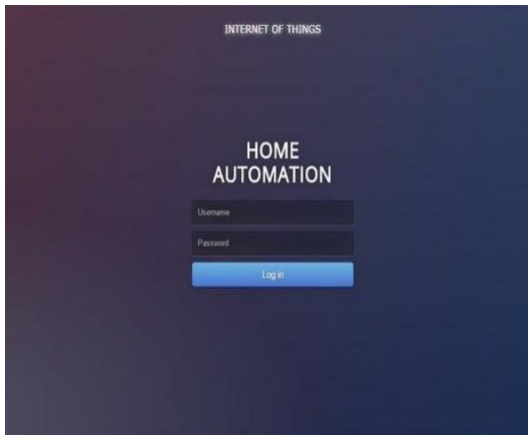 INTERNET OF THINGS
HOME
AUTOMATION
Username
Password
Log in